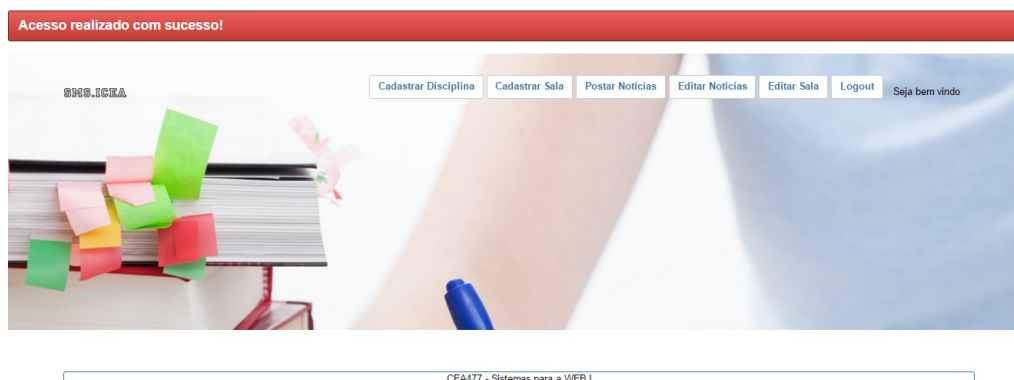 Acesso realizado com sucesso!
SMS.ICEA
Cadastrar Disciplina Cadastrar Sala Postar Noticias Editar Noticias Editar Sala Logout Seja bem vindo
CEA477 - Sistemas para a WEB I